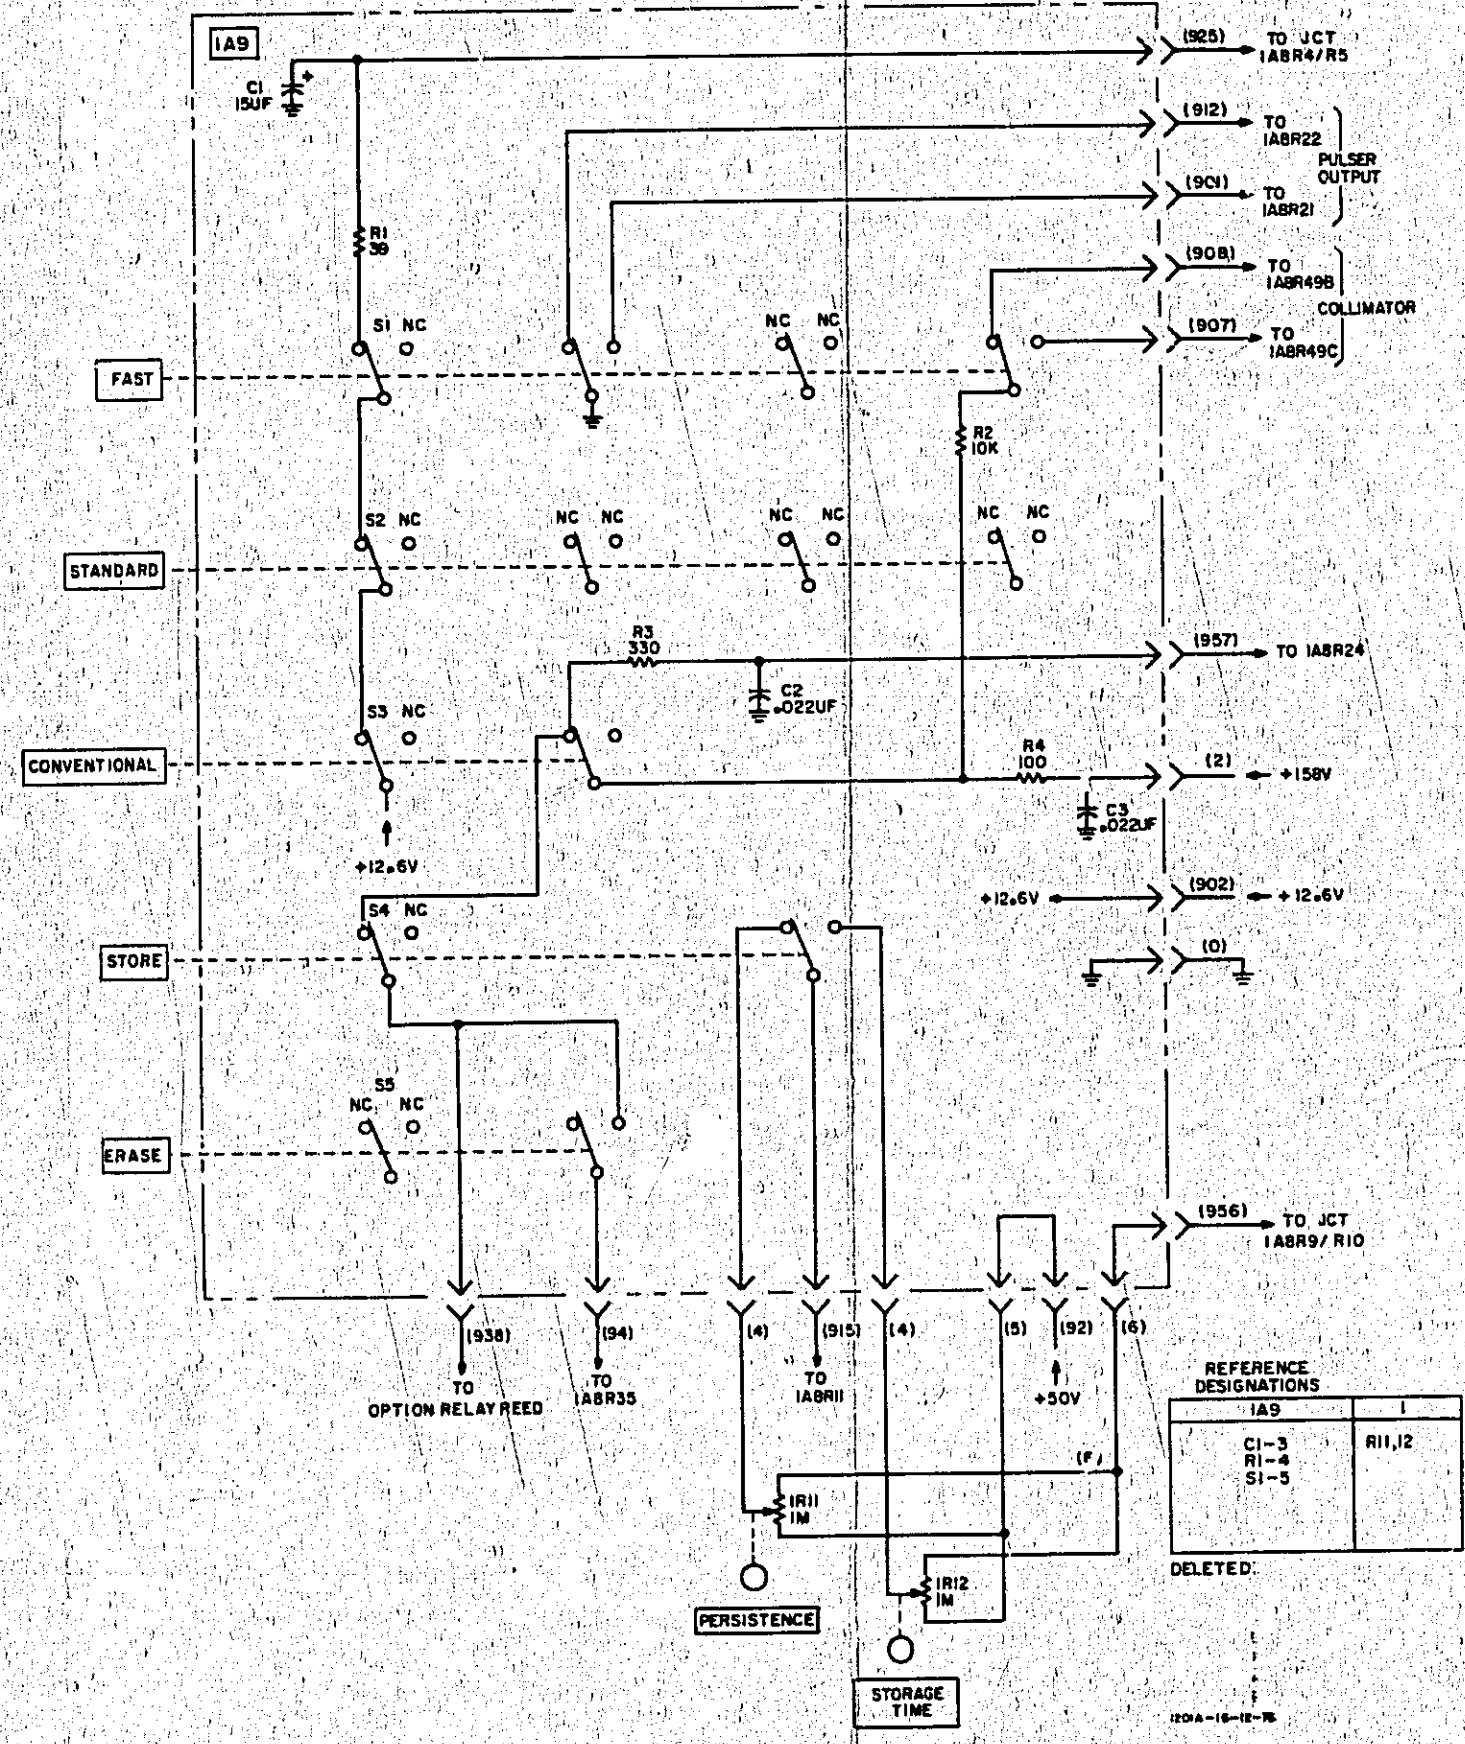 1A9
(925)
TO JCT
1A8R4/R5
C1
15UF
+
(912)
TO
1A8R22
PULSER
OUTPUT
(901)
TO
1A8R21
R1
38
(908)
TO
1A8R49B
COLLIMATOR
(907)
TO
1A8R49C
S1 NC
NC NC
FAST
R2
10K
S2 NC
NC NC
NC NC
NC NC
STANDARD
R3
330
(957)
TO 1A8R24
C2
.022UF
S3 NC
R4
100
(2)
+158V
CONVENTIONAL
C3
.022UF
+12.6V
+12.6V
(902)
+12.6V
S4 NC
STORE
(0)
S5
NC NC
ERASE
(956)
TO JCT
1A8R9/R10
(938)
(94)
(4)
(915)
(4)
(5)
(92)
(6)
TO
OPTION RELAY REED
TO
1A8R35
TO
1A8R11
+50V
REFERENCE
DESIGNATIONS
1A9 1
C1-3 R11,12
R1-4
S1-5
(F)
1R11
1M
DELETED:
1R12
1M
PERSISTENCE
STORAGE
TIME